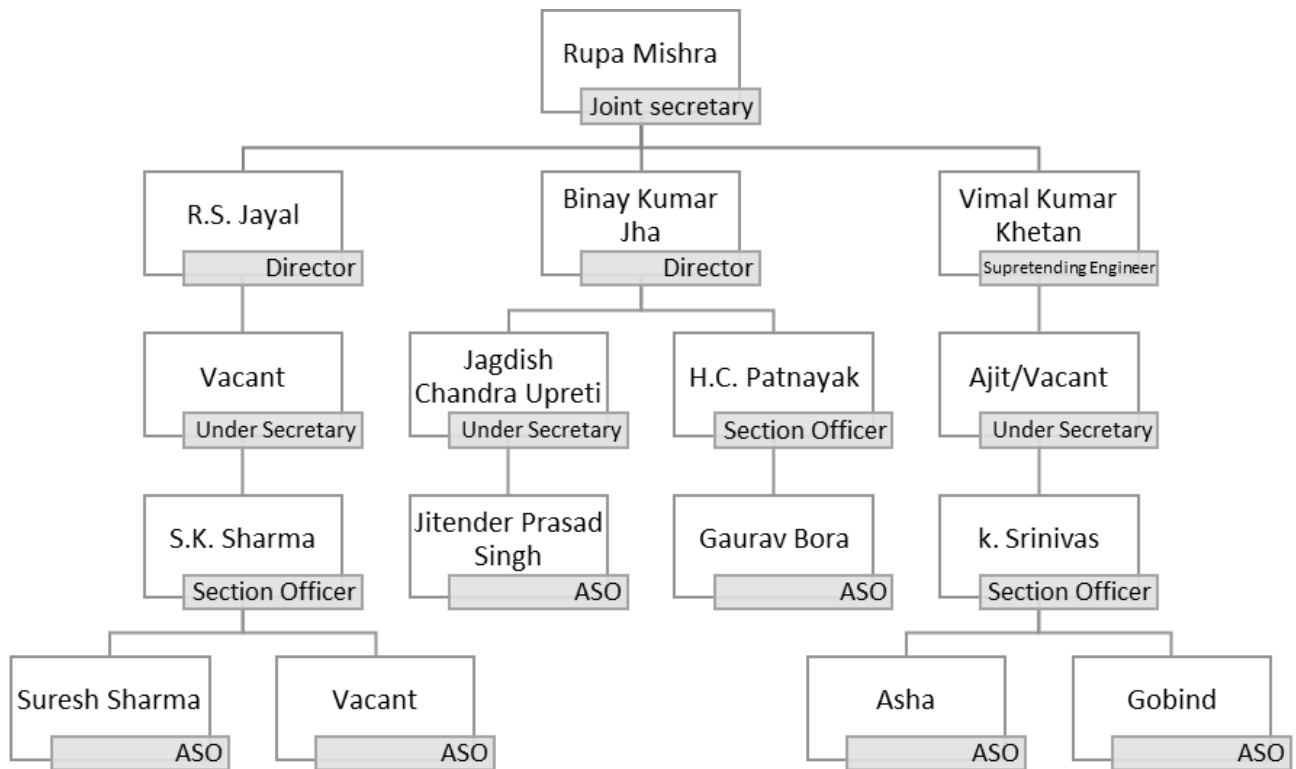 Rupa Mishra
Joint secretary
R.S. Jayal
Director
Binay Kumar
Jha
Director
Vimal Kumar
Khetan
Supretending Engineer
Vacant
Under Secretary
Jagdish
Chandra Upreti
Under Secretary
H.C. Patnayak
Section Officer
Ajit/Vacant
Under Secretary
S.K. Sharma
Section Officer
Jitender Prasad
Singh
ASO
Gaurav Bora
ASO
k. Srinivas
Section Officer
Suresh Sharma
ASO
Vacant
ASO
Asha
ASO
Gobind
ASO